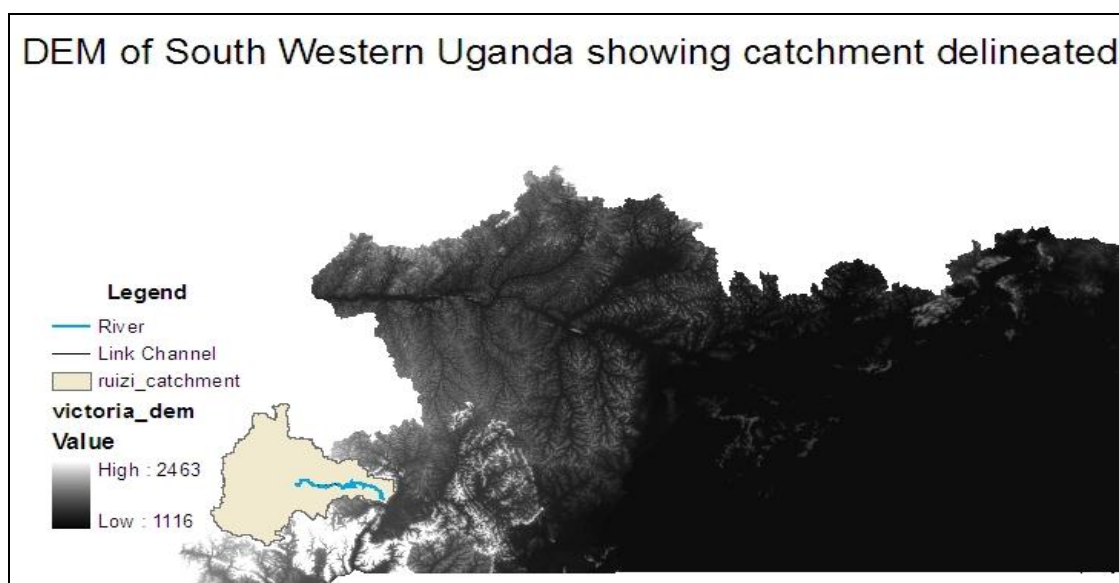 DEM of South Western Uganda showing catchment delineated
Legend
River
Link Channel
ruizi_catchment
victoria_dem
Value
High : 2463
Low : 1116